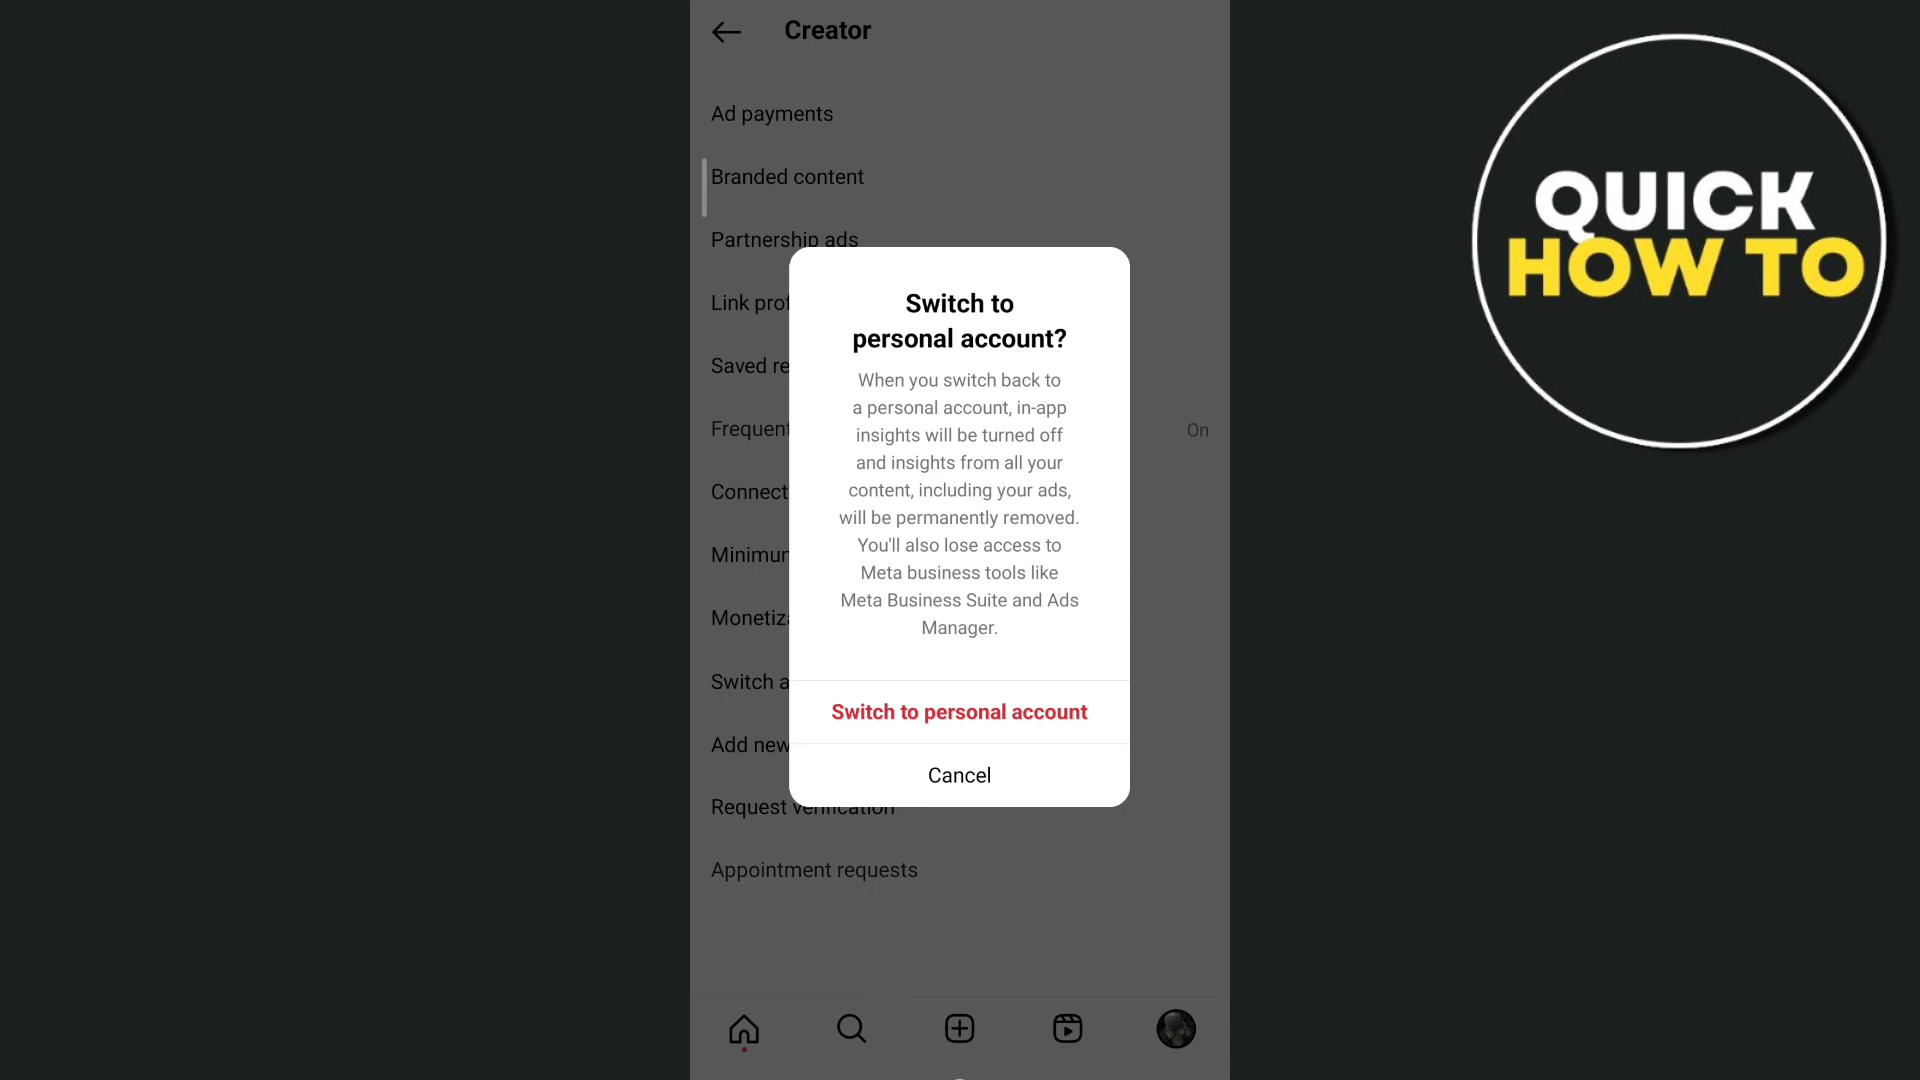 Creator
Ad payments
Branded content
Partnership ads
Link prof
Saved re
Frequent
On
Connect
Minimum
Monetiza
Switch a
Add new
Request verification
Appointment requests
Switch to
personal account?
When you switch back to
a personal account, in-app
insights will be turned off
and insights from all your
content, including your ads,
will be permanently removed.
You'll also lose access to
Meta business tools like
Meta Business Suite and Ads
Manager.
Switch to personal account
Cancel
QUICK
HOW TO